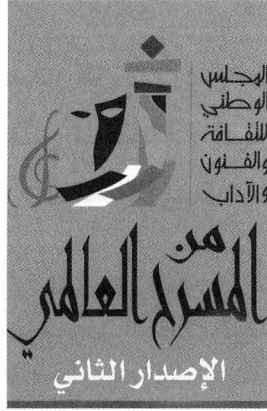 المجلس
الوطني
للثقافة
والفنون
والآداب
من
المسرح العالمي
الإصدار الثاني